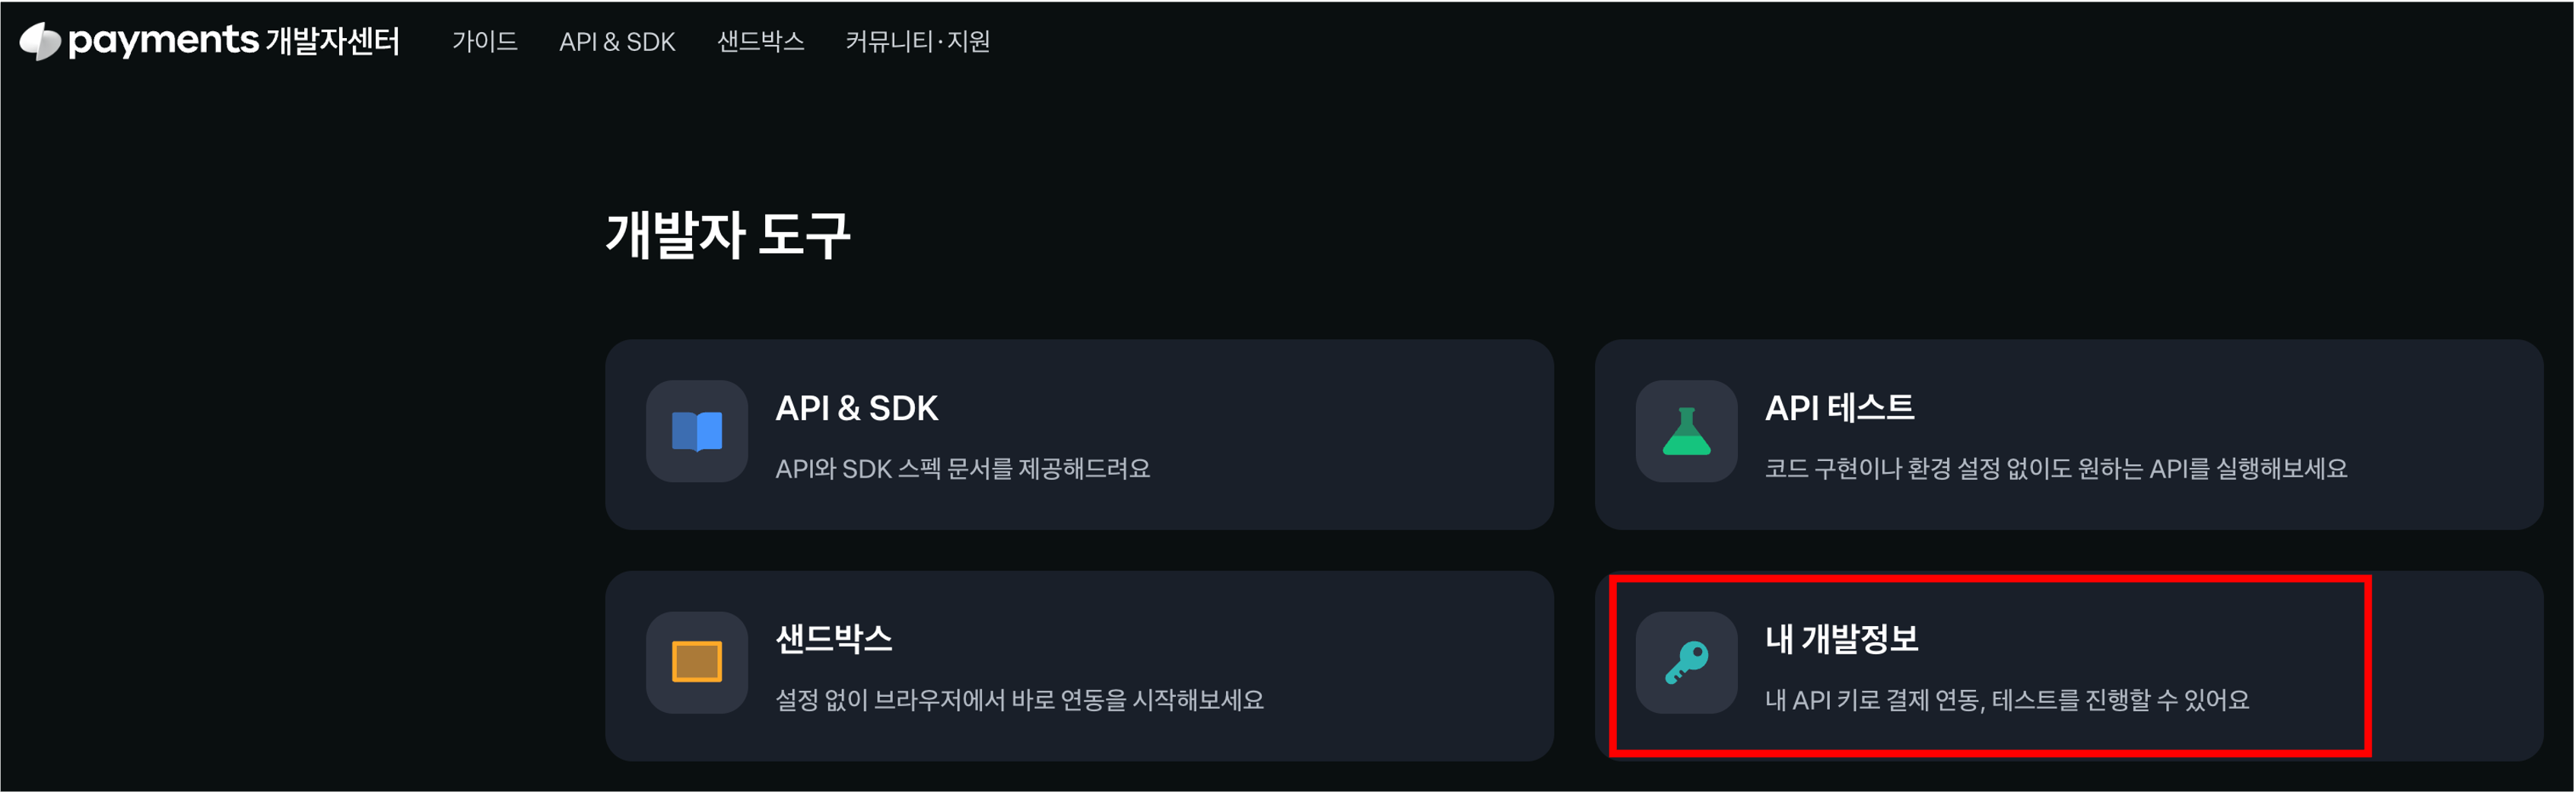 payments 개발자센터 가이드 API & SDK 샌드박스 커뮤니티·지원
개발자 도구
API & SDK
API와 SDK 스펙 문서를 제공해드려요
API 테스트
코드 구현이나 환경 설정 없이도 원하는 API를 실행해보세요
샌드박스
설정 없이 브라우저에서 바로 연동을 시작해보세요
내 개발정보
내 API 키로 결제 연동, 테스트를 진행할 수 있어요